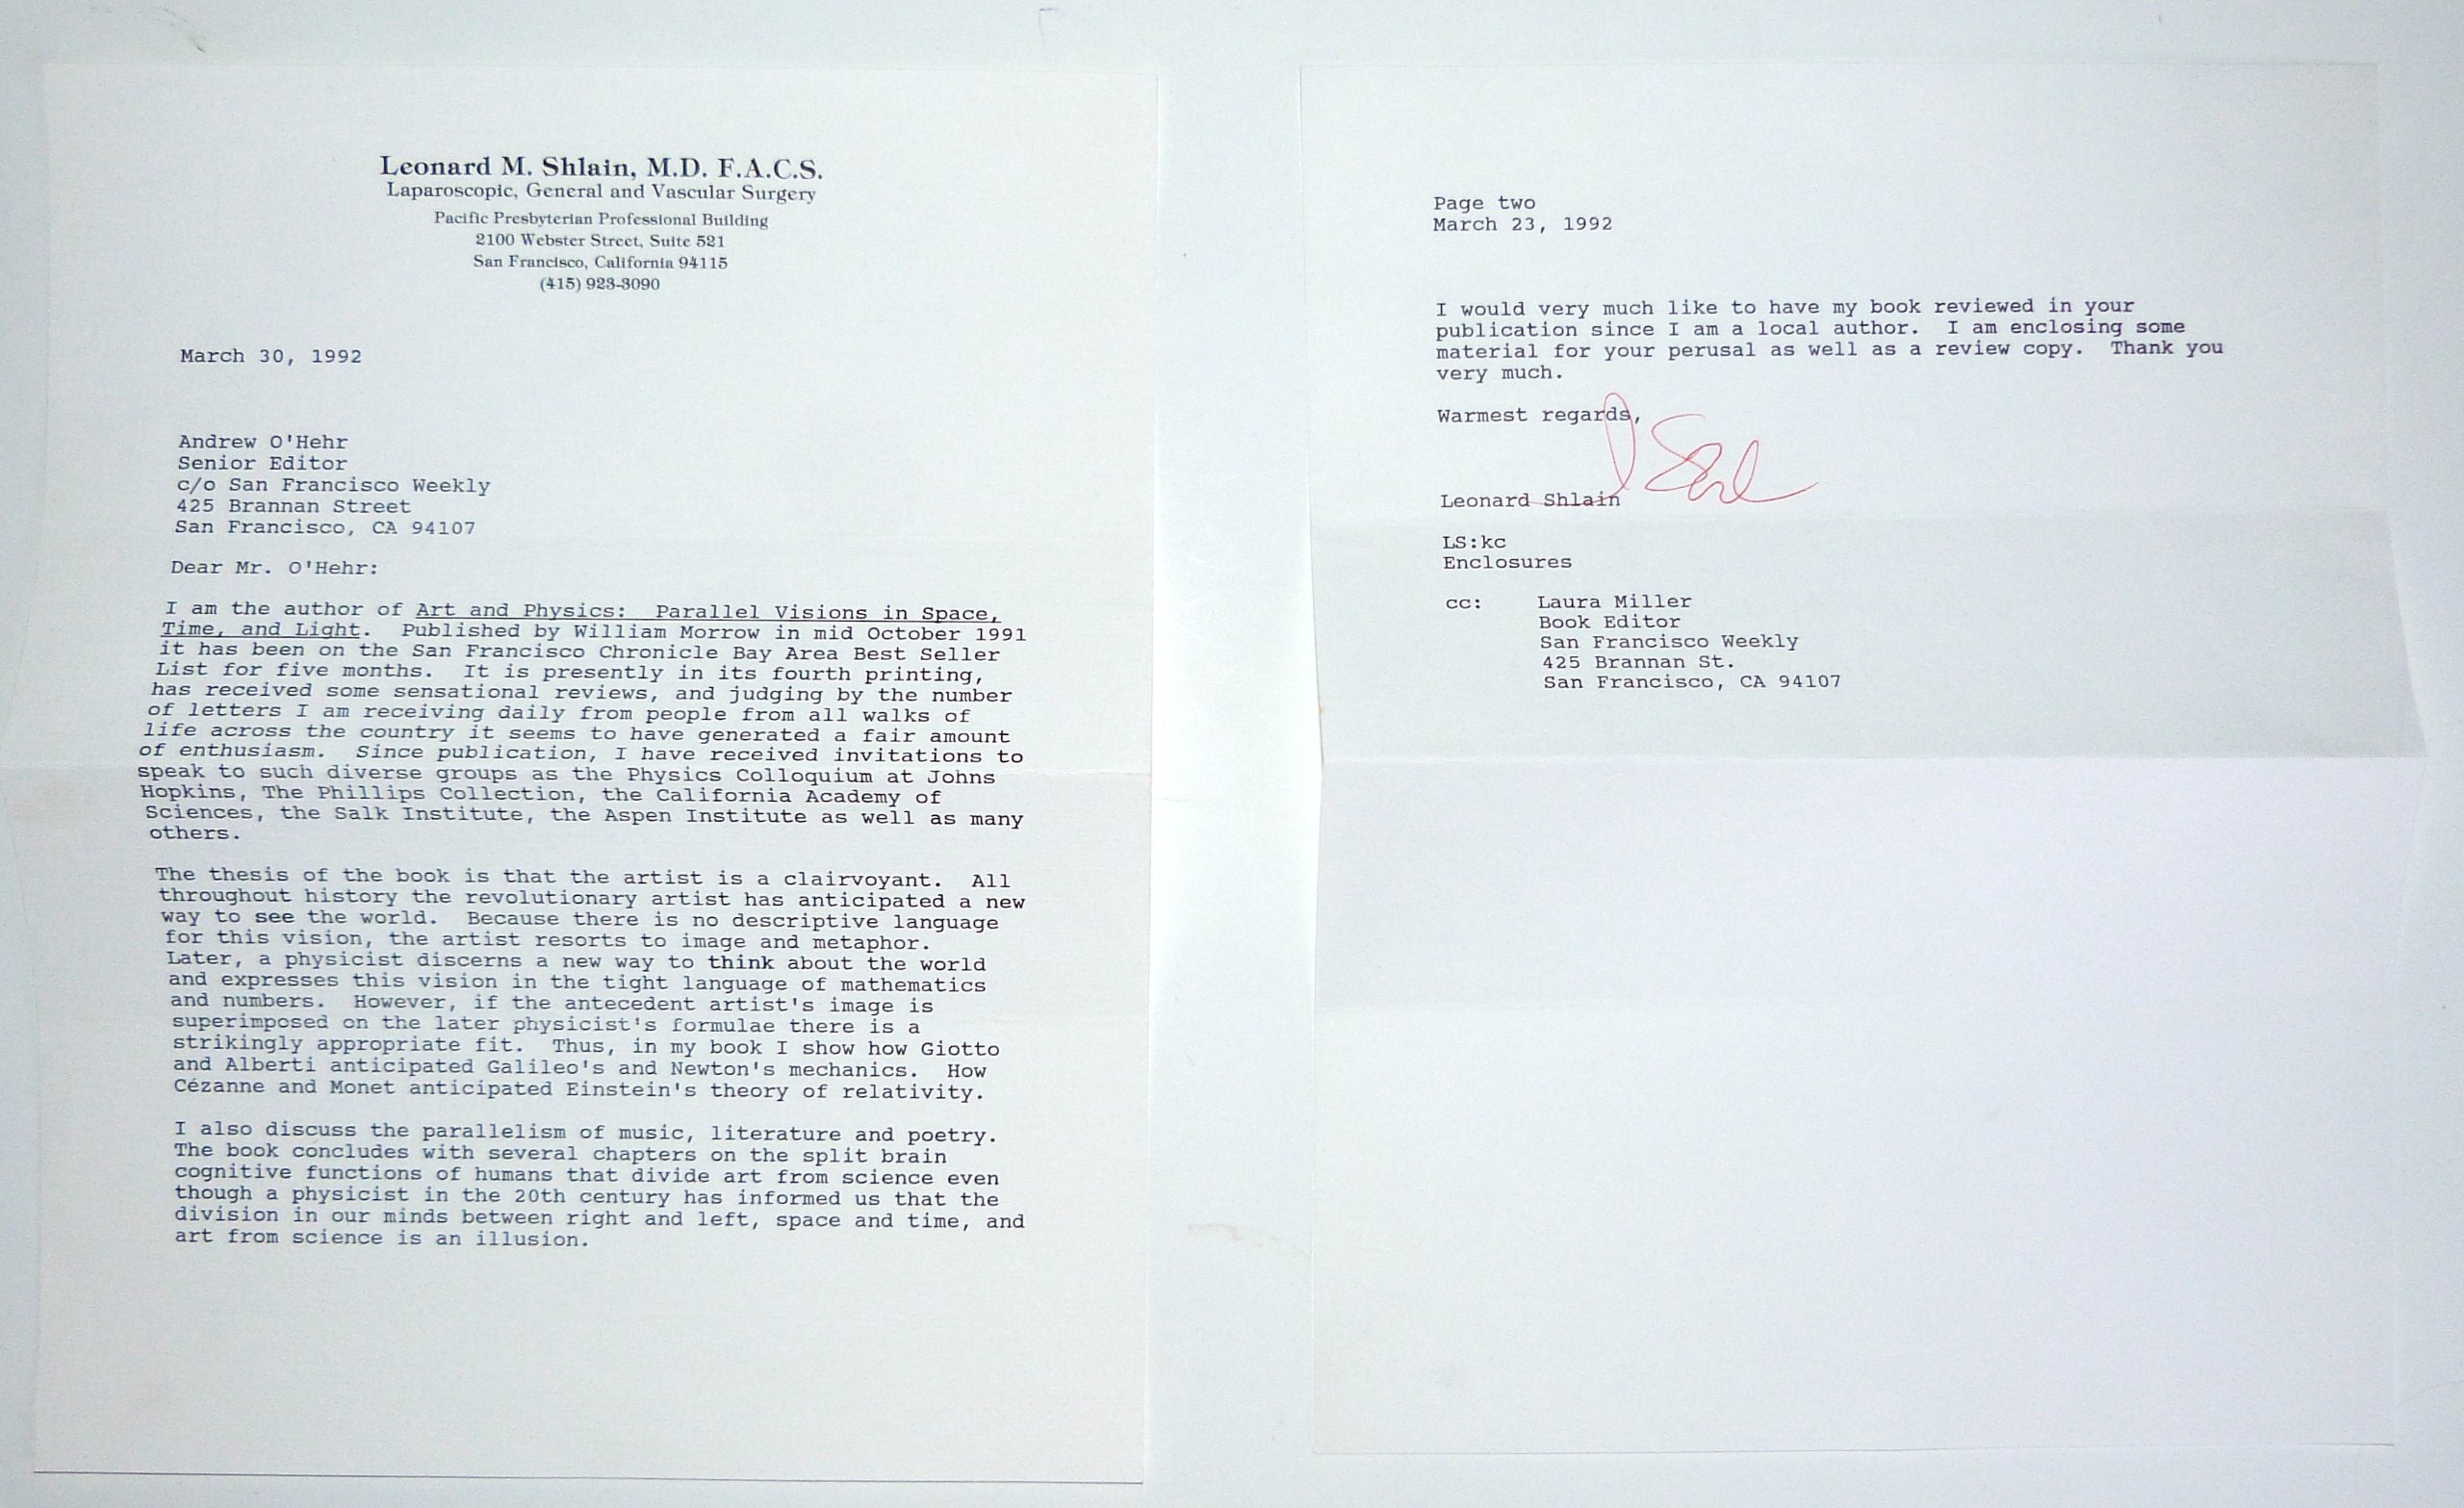 Leonard M. Shlain, M.D. F.A.C.S.
Laparoscopic, General and Vascular Surgery
Pacific Presbyterian Professional Building
2100 Webster Street, Suite 521
San Francisco, California 94115
(415) 923-3090
March 30, 1992
Andrew O'Hehr
Senior Editor
c/o San Francisco Weekly
425 Brannan Street
San Francisco, CA 94107
Dear Mr. O'Hehr:
I am the author of Art and Physics: Parallel Visions in Space,
Time, and Light. Published by William Morrow in mid October 1991
it has been on the San Francisco Chronicle Bay Area Best Seller
List for five months. It is presently in its fourth printing,
has received some sensational reviews, and judging by the number
of letters I am receiving daily from people from all walks of
life across the country it seems to have generated a fair amount
of enthusiasm. Since publication, I have received invitations to
speak to such diverse groups as the Physics Colloquium at Johns
Hopkins, The Phillips Collection, the California Academy of
Sciences, the Salk Institute, the Aspen Institute as well as many
others.
The thesis of the book is that the artist is a clairvoyant. All
throughout history the revolutionary artist has anticipated a new
way to see the world. Because there is no descriptive language
for this vision, the artist resorts to image and metaphor.
Later, a physicist discerns a new way to think about the world
and expresses this vision in the tight language of mathematics
and numbers. However, if the antecedent artist's image is
superimposed on the later physicist's formulae there is a
strikingly appropriate fit. Thus, in my book I show how Giotto
and Alberti anticipated Galileo's and Newton's mechanics. How
Cézanne and Monet anticipated Einstein's theory of relativity.
I also discuss the parallelism of music, literature and poetry.
The book concludes with several chapters on the split brain
cognitive functions of humans that divide art from science even
though a physicist in the 20th century has informed us that the
division in our minds between right and left, space and time, and
art from science is an illusion.
Page two
March 23, 1992
I would very much like to have my book reviewed in your
publication since I am a local author. I am enclosing some
material for your perusal as well as a review copy. Thank you
very much.
Warmest regards,
Leonard Shlain
LS:kc
Enclosures
cc: Laura Miller
Book Editor
San Francisco Weekly
425 Brannan St.
San Francisco, CA 94107